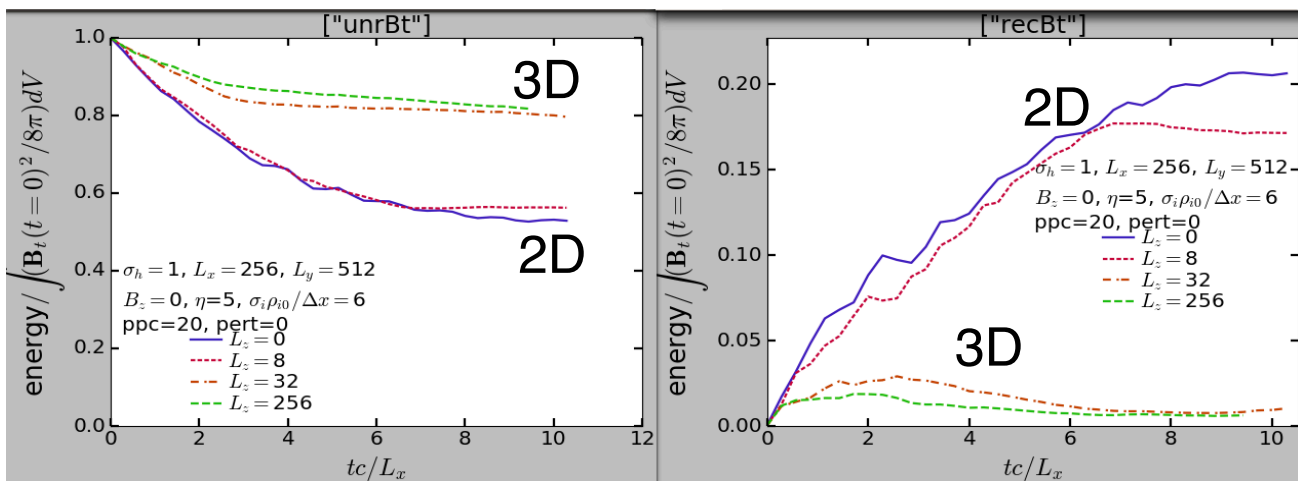 ["unrBt"]
energy/∫(B_t(t=0)²/8π)dV
1.0
0.8
0.6
0.4
0.2
0.0
3D
2D
σ_h=1, L_x=256, L_y=512
B_z=0, η=5, σ_iρ_i0/Δx=6
ppc=20, pert=0
L_z=0
L_z=8
L_z=32
L_z=256
0 2 4 6 8 10 12
tc/L_x
["recBt"]
energy/∫(B_t(t=0)²/8π)dV
0.20
0.15
0.10
0.05
0.00
2D
σ_h=1, L_x=256, L_y=512
B_z=0, η=5, σ_iρ_i0/Δx=6
ppc=20, pert=0
L_z=0
L_z=8
L_z=32
L_z=256
3D
0 2 4 6 8 10
tc/L_x